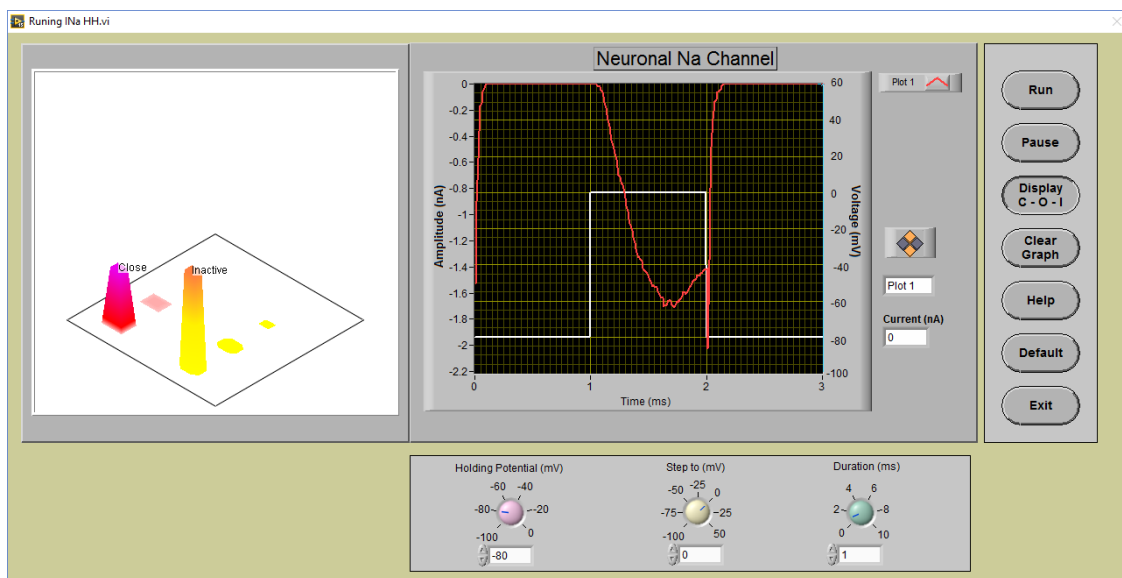 Runing INa HH.vi
Close
Inactive
Neuronal Na Channel
Amplitude (nA)
0
-0.2
-0.4
-0.6
-0.8
-1
-1.2
-1.4
-1.6
-1.8
-2
-2.2
0
1
2
3
Time (ms)
60
40
20
0
-20
-40
-60
-80
-100
Voltage (mV)
Plot 1
Plot 1
Current (nA)
0
Run
Pause
Display
C - O - I
Clear
Graph
Help
Default
Exit
Holding Potential (mV)
-60
-40
-80
-20
-100
0
-80
Step to (mV)
-25
-50
0
-75
-25
-100
50
0
Duration (ms)
4
6
2
8
0
10
1